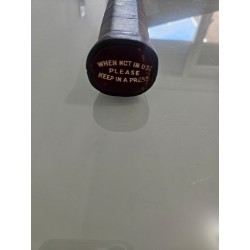 WHEN NOT IN USE
PLEASE
KEEP IN A PRESS